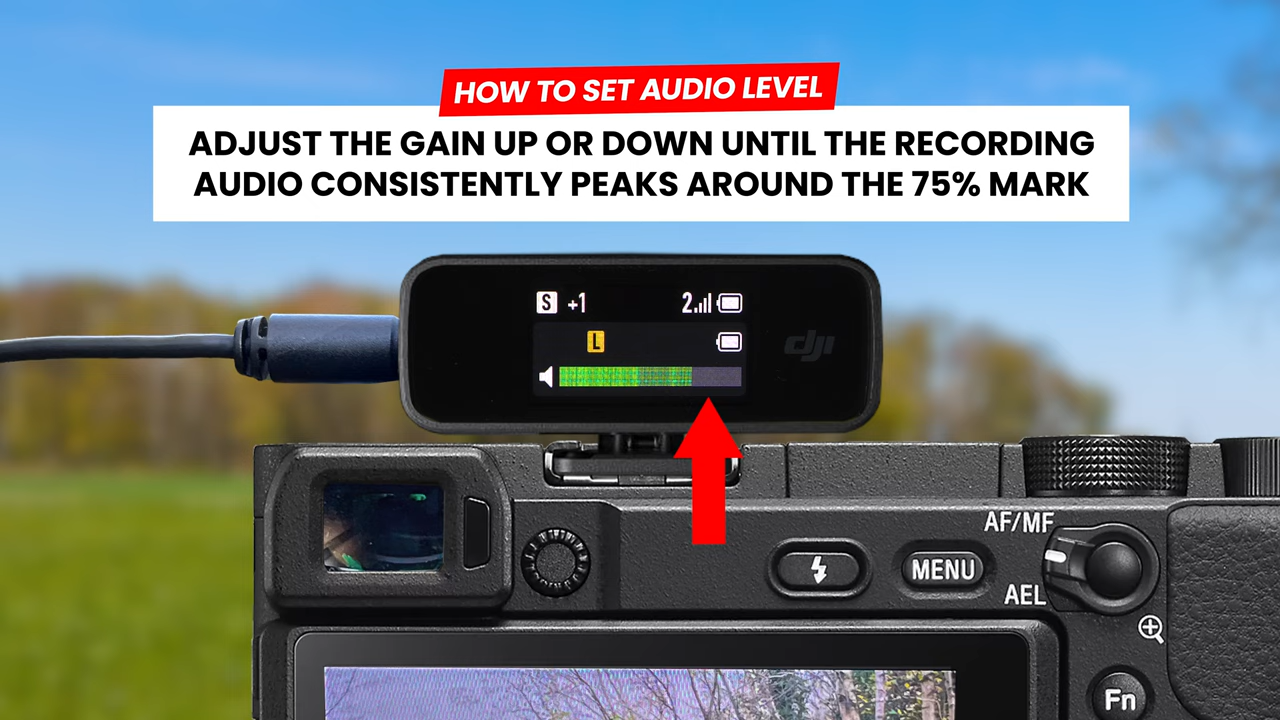 HOW TO SET AUDIO LEVEL
ADJUST THE GAIN UP OR DOWN UNTIL THE RECORDING
AUDIO CONSISTENTLY PEAKS AROUND THE 75% MARK
S +1 2
L
dji
AF/MF
MENU
AEL
Fn